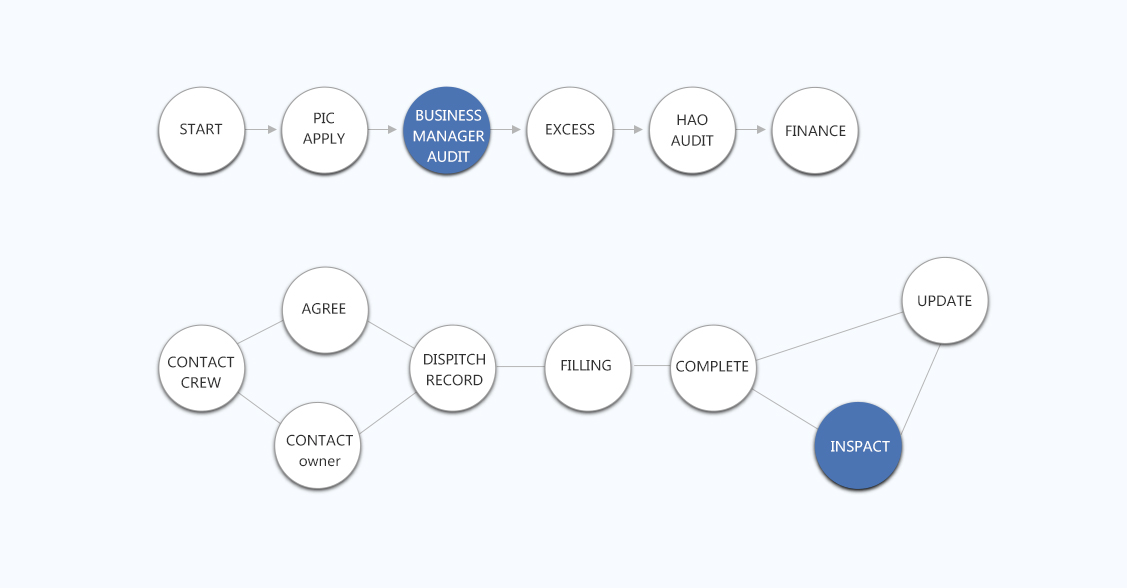 START
PIC
APPLY
BUSINESS
MANAGER
AUDIT
EXCESS
HAO
AUDIT
FINANCE
CONTACT
CREW
AGREE
CONTACT
owner
DISPITCH
RECORD
FILLING
COMPLETE
UPDATE
INSPACT